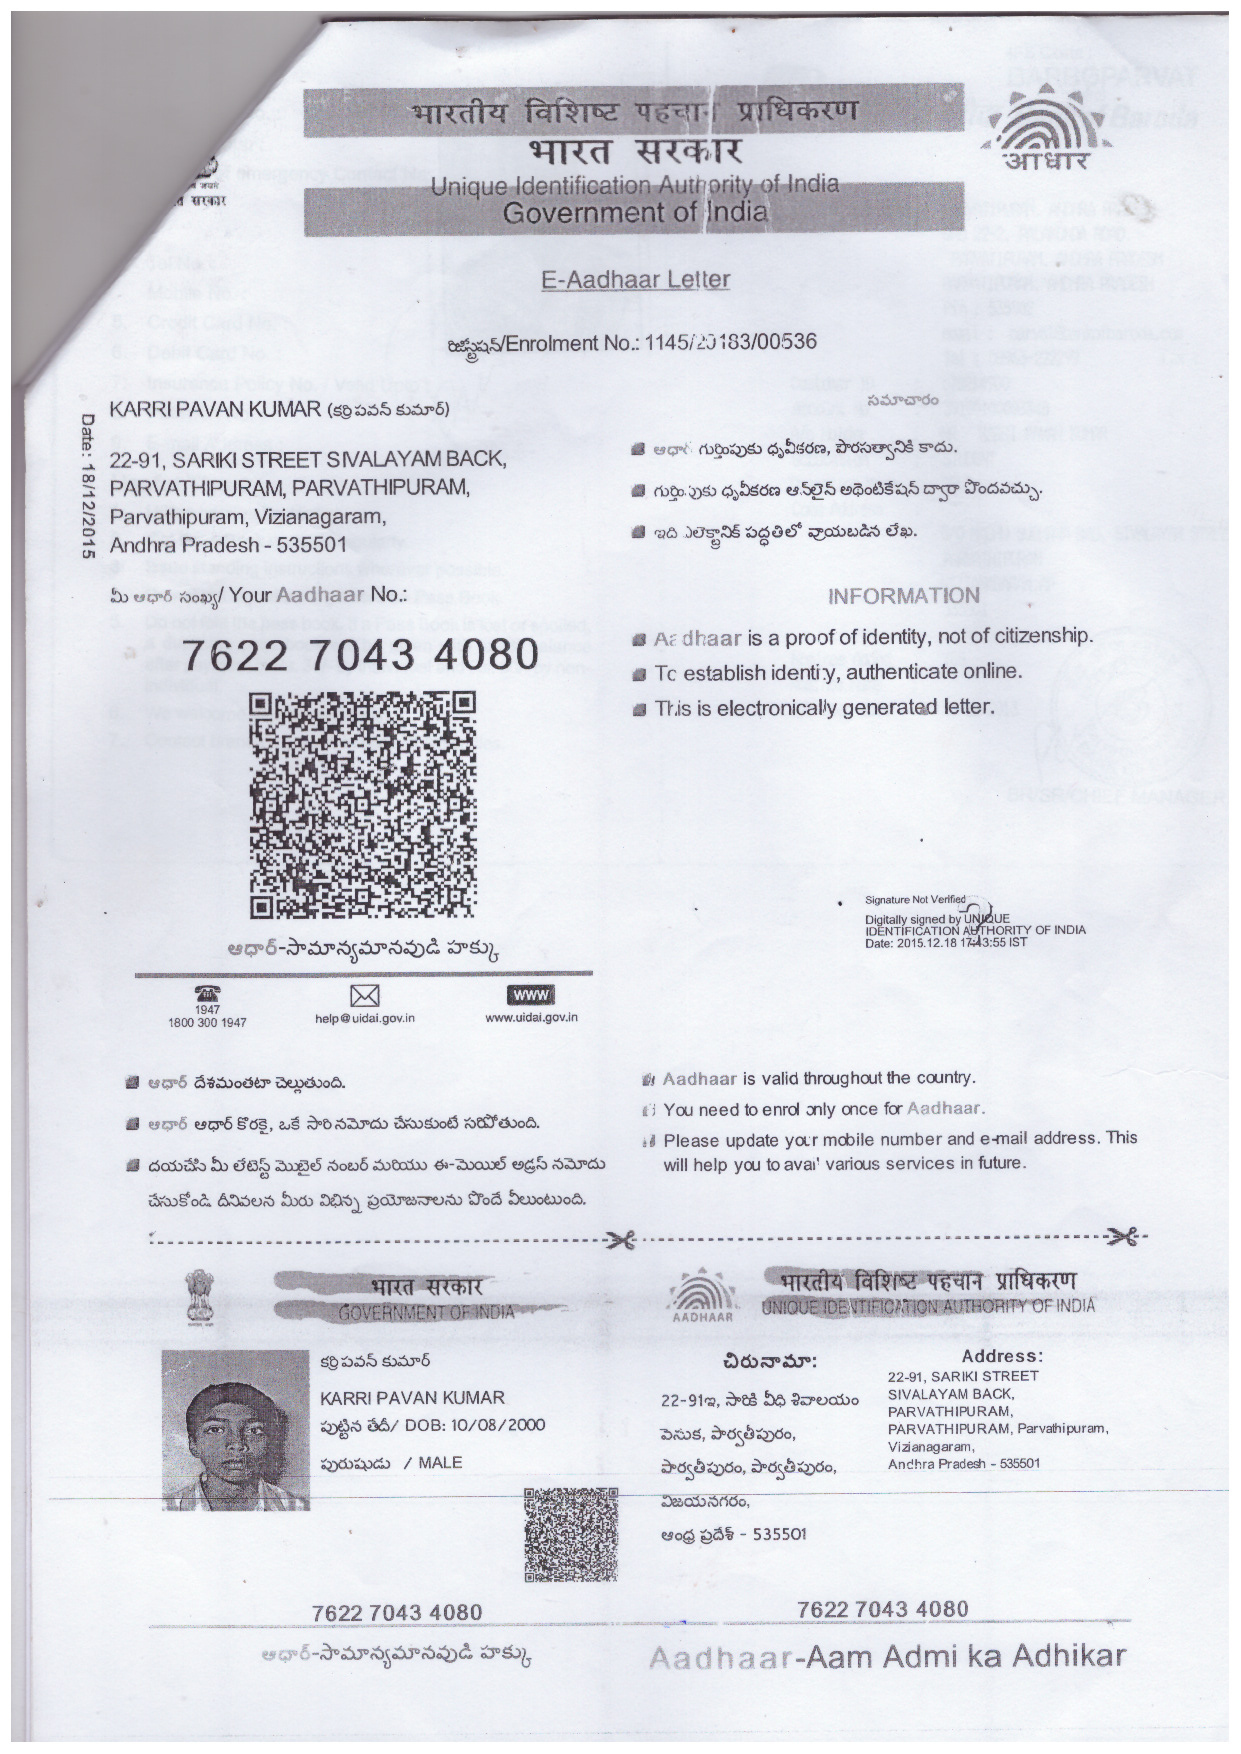 भारतीय विशिष्ट पहचान प्राधिकरण
भारत सरकार
Unique Identification Authority of India
Government of India
आधार
सरकार
E-Aadhaar Letter
రిజిస్ట్రేషన్/Enrolment No.: 1145/20183/00536
Date: 18/12/2015
KARRI PAVAN KUMAR (కర్రి పవన్ కుమార్)
22-91, SARIKI STREET SIVALAYAM BACK,
PARVATHIPURAM, PARVATHIPURAM,
Parvathipuram, Vizianagaram,
Andhra Pradesh - 535501
మీ ఆధార్ సంఖ్య/ Your Aadhaar No.:
7622 7043 4080
ఆధార్-సామాన్యమానవుడి హక్కు
1947
1800 300 1947
help@uidai.gov.in
www
www.uidai.gov.in
సమాచారం
ఆధార్ గుర్తింపుకు ధృవీకరణ, పౌరసత్వానికి కాదు.
గుర్తింపుకు ధృవీకరణ ఆన్‌లైన్ అథెంటికేషన్ ద్వారా పొందవచ్చు.
ఇది ఎలెక్ట్రానిక్ పద్ధతిలో వ్రాయబడిన లేఖ.
INFORMATION
Aadhaar is a proof of identity, not of citizenship.
To establish identity, authenticate online.
This is electronically generated letter.
Signature Not Verified
Digitally signed by UNIQUE
IDENTIFICATION AUTHORITY OF INDIA
Date: 2015.12.18 17:43:55 IST
ఆధార్ దేశమంతటా చెల్లుతుంది.
ఆధార్ ఆధార్ కొరకై, ఒకే సారి నమోదు చేసుకుంటే సరిపోతుంది.
దయచేసి మీ లేటెస్ట్ మొబైల్ నంబర్ మరియు ఈ-మెయిల్ అడ్రస్ నమోదు
చేసుకోండి దీనివలన మీరు విభిన్న ప్రయోజనాలను పొందే వీలుంటుంది.
Aadhaar is valid throughout the country.
You need to enrol only once for Aadhaar.
Please update your mobile number and e-mail address. This
will help you to avail various services in future.
भारत सरकार
GOVERNMENT OF INDIA
కర్రి పవన్ కుమార్
KARRI PAVAN KUMAR
పుట్టిన తేదీ/ DOB: 10/08/2000
పురుషుడు / MALE
7622 7043 4080
ఆధార్-సామాన్యమానవుడి హక్కు
AADHAAR
भारतीय विशिष्ट पहचान प्राधिकरण
UNIQUE IDENTIFICATION AUTHORITY OF INDIA
చిరునామా:
22-91ఇ, సారికి వీధి శివాలయం
వెనుక, పార్వతీపురం,
పార్వతీపురం, పార్వతీపురం,
విజయనగరం,
ఆంధ్ర ప్రదేశ్ - 535501
Address:
22-91, SARIKI STREET
SIVALAYAM BACK,
PARVATHIPURAM,
PARVATHIPURAM, Parvathipuram,
Vizianagaram,
Andhra Pradesh - 535501
7622 7043 4080
Aadhaar-Aam Admi ka Adhikar